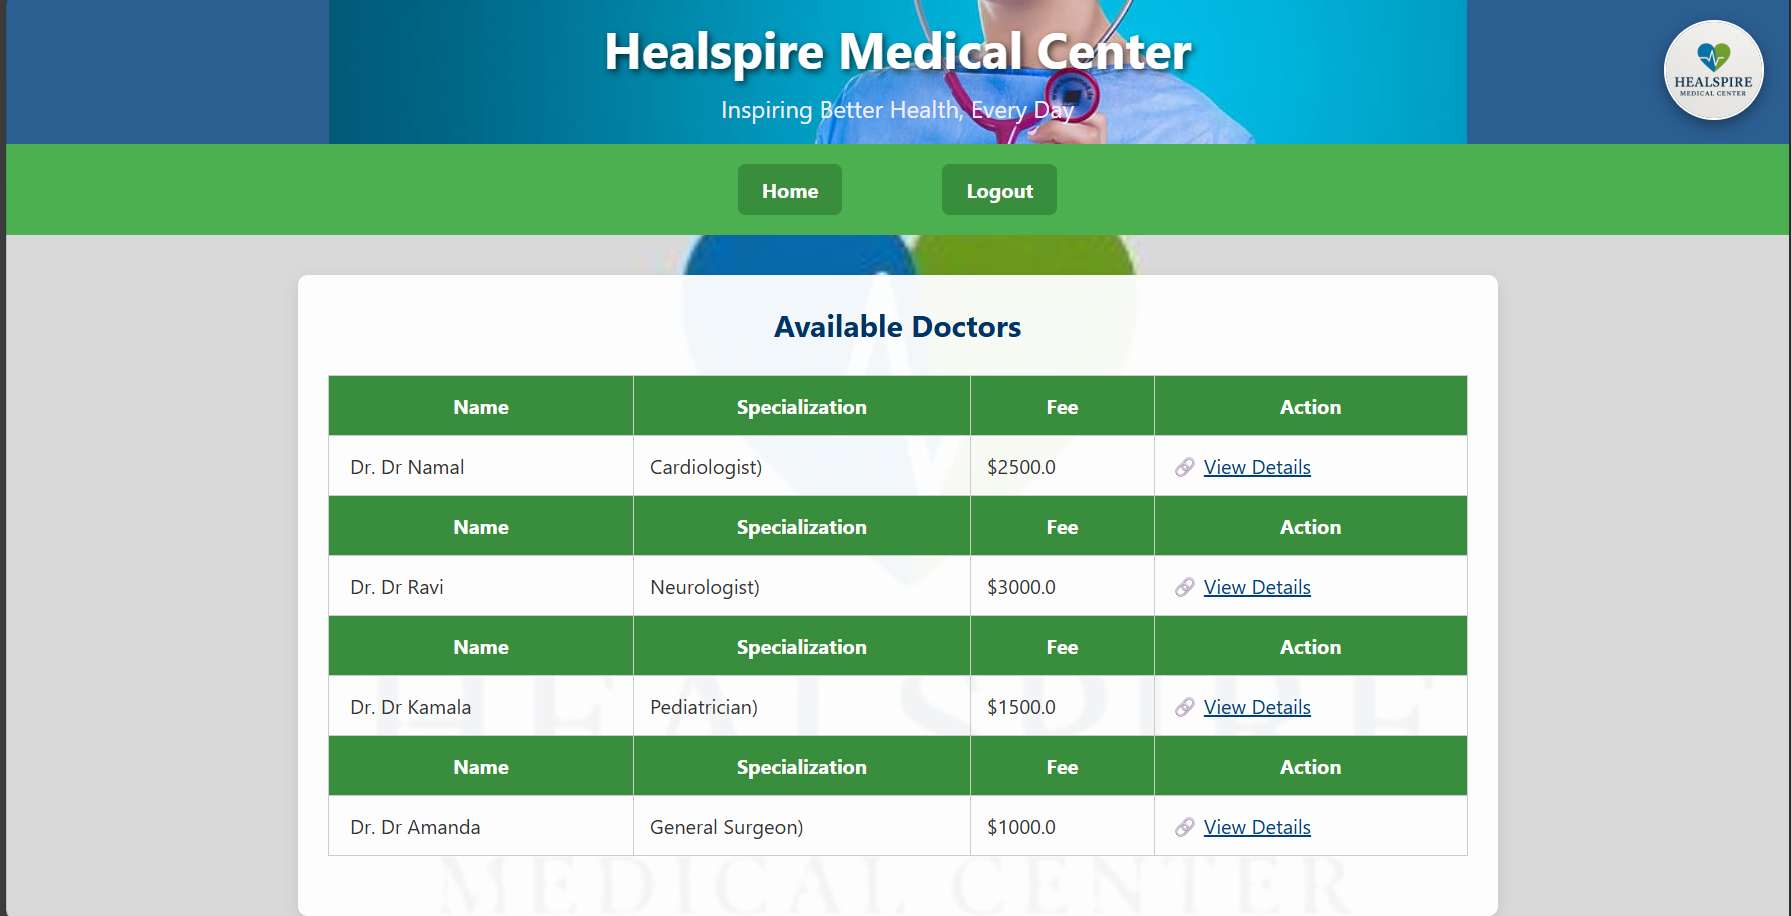 Healspire Medical Center
Inspiring Better Health, Every Day
HEALSPIRE
MEDICAL CENTER
Home Logout
Available Doctors
Name Specialization Fee Action
Dr. Dr Namal Cardiologist) $2500.0 🔗 View Details
Name Specialization Fee Action
Dr. Dr Ravi Neurologist) $3000.0 🔗 View Details
Name Specialization Fee Action
Dr. Dr Kamala Pediatrician) $1500.0 🔗 View Details
Name Specialization Fee Action
Dr. Dr Amanda General Surgeon) $1000.0 🔗 View Details
HEALSPIRE
MEDICAL CENTER